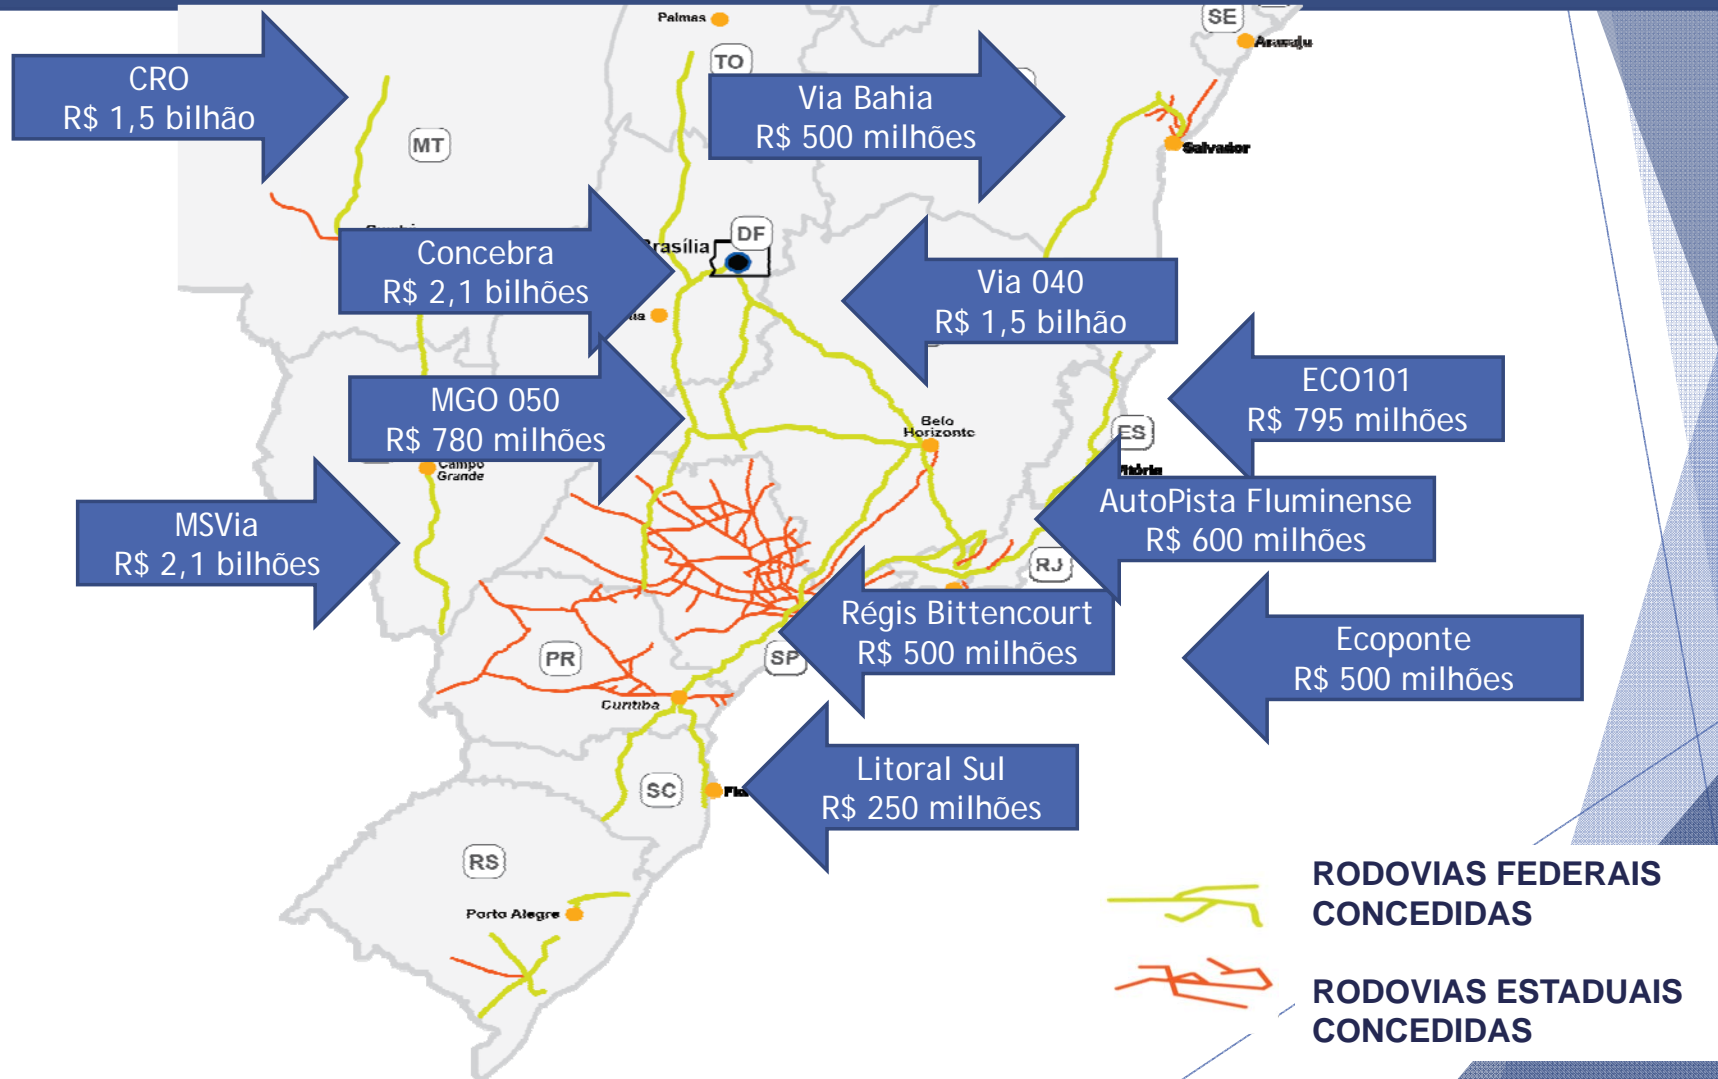 Palmas
SE
Aracaju
TO
CRO
R$ 1,5 bilhão
Via Bahia
R$ 500 milhões
MT
Salvador
DF
Brasília
Concebra
R$ 2,1 bilhões
Via 040
R$ 1,5 bilhão
MGO 050
R$ 780 milhões
ECO101
R$ 795 milhões
Belo
Horizonte
ES
Campo
Grande
Vitória
AutoPista Fluminense
R$ 600 milhões
MSVia
R$ 2,1 bilhões
RJ
Régis Bittencourt
R$ 500 milhões
Ecoponte
R$ 500 milhões
PR
SP
Curitiba
Litoral Sul
R$ 250 milhões
SC
RS
Porto Alegre
RODOVIAS FEDERAIS
CONCEDIDAS
RODOVIAS ESTADUAIS
CONCEDIDAS